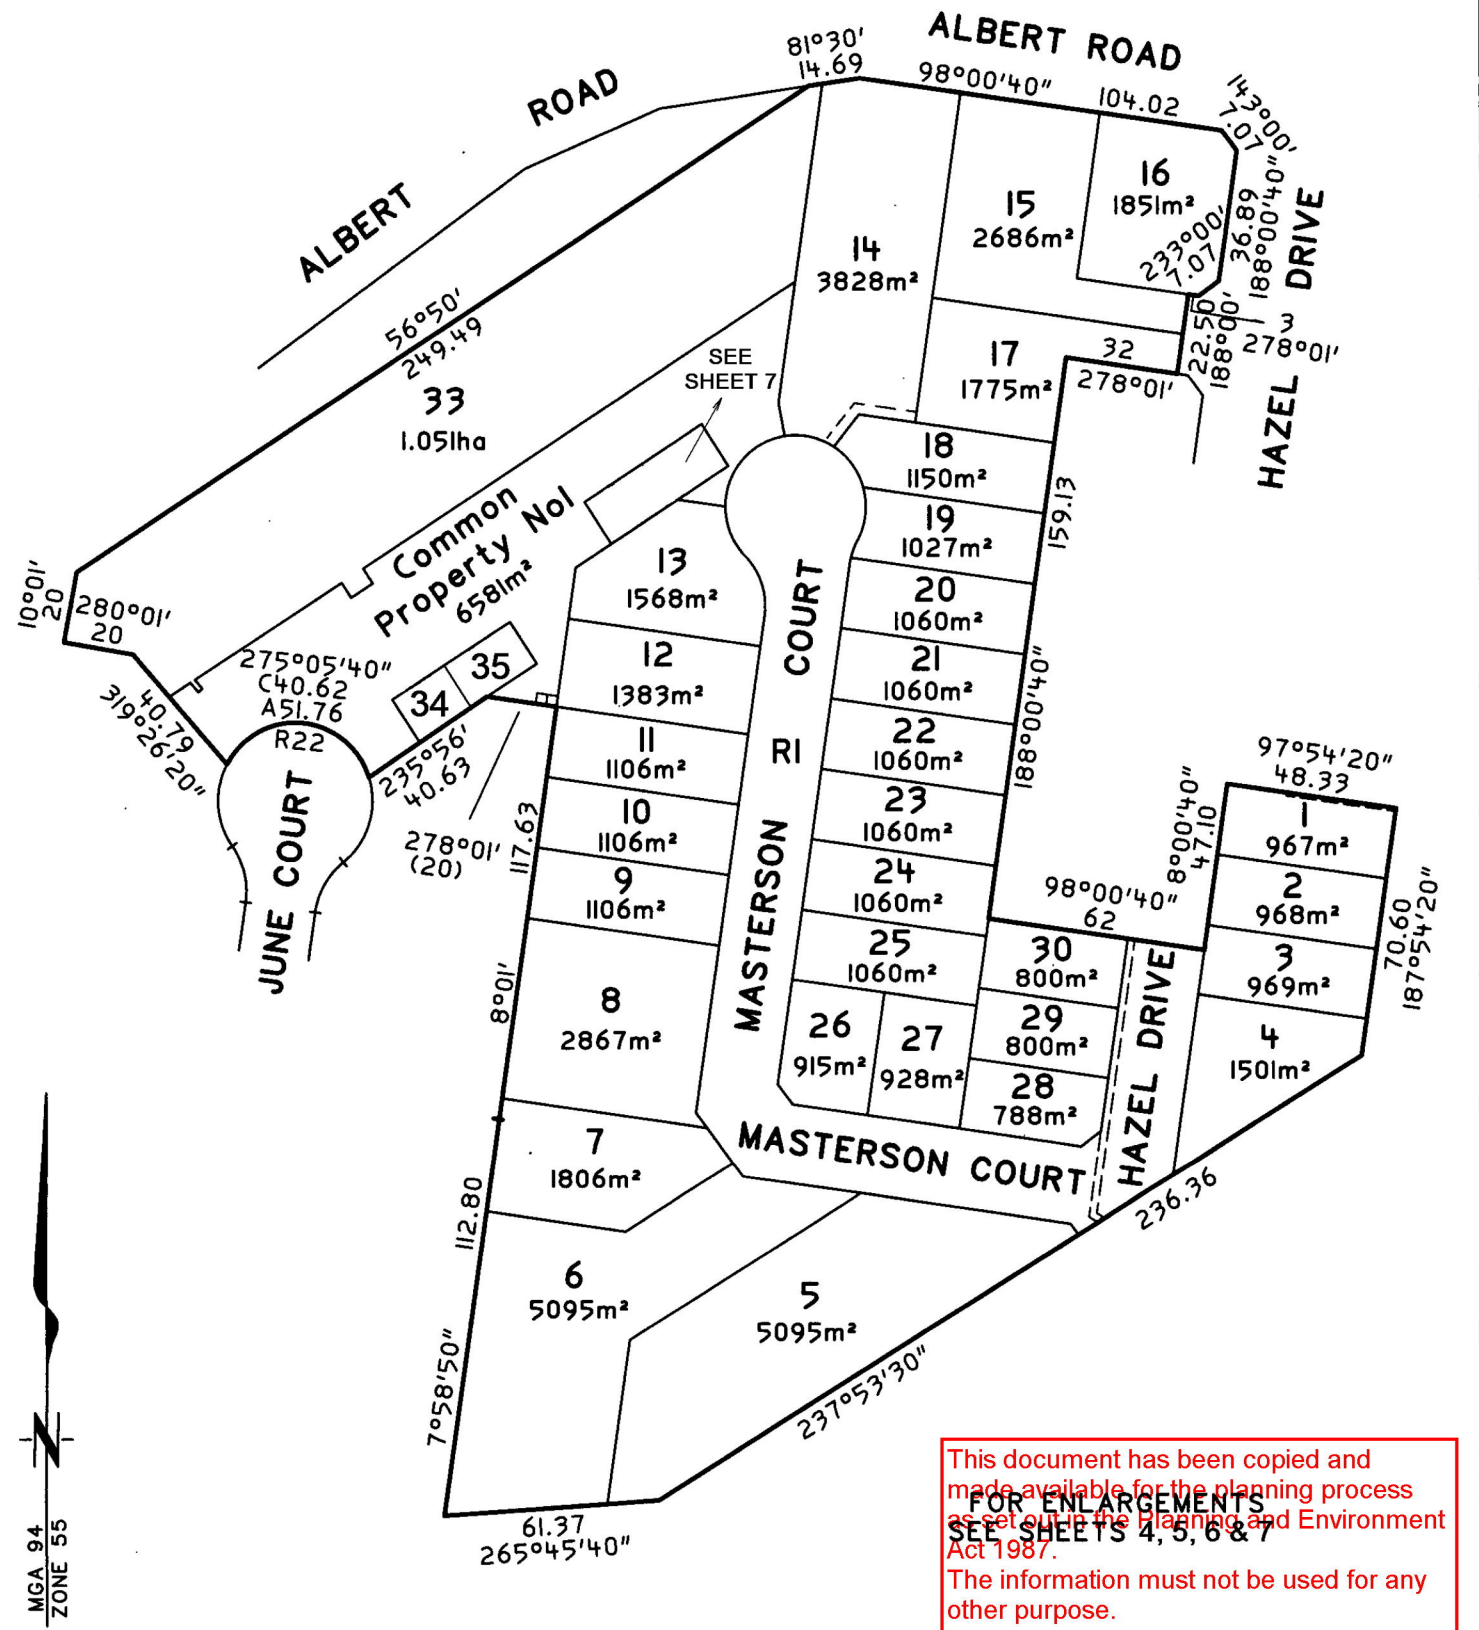 ALBERT ROAD
81°30'
14.69
98°00'40"
104.02
143°00'
7.07
ROAD
ALBERT
56°50'
249.49
33
1.051ha
14
3828m²
15
2686m²
16
1851m²
233°00'
7.07
36.89
188°00'40"
HAZEL DRIVE
22.50
188°00'
3
278°01'
17
1775m²
32
278°01'
SEE
SHEET 7
Common
Property No1
6581m²
10°01'
20
280°01'
20
40.79
319°26'20"
275°05'40"
C40.62
A51.76
R22
34
35
235°56'
40.63
278°01'
(20)
JUNE COURT
13
1568m²
12
1383m²
11
1106m²
10
1106m²
9
1106m²
8
2867m²
7
1806m²
6
5095m²
5
5095m²
117.63
8°01'
112.80
7°58'50"
61.37
265°45'40"
237°53'30"
236.36
MASTERSON COURT
R1
18
1150m²
19
1027m²
20
1060m²
21
1060m²
22
1060m²
23
1060m²
24
1060m²
25
1060m²
26
915m²
27
928m²
159.13
188°00'40"
98°00'40"
62
30
800m²
29
800m²
28
788m²
MASTERSON COURT
HAZEL DRIVE
8°00'40"
47.10
97°54'20"
48.33
1
967m²
2
968m²
3
969m²
4
1501m²
70.60
187°54'20"
MGA 94
ZONE 55
N
FOR ENLARGEMENTS
SEE SHEETS 4, 5, 6 & 7
This document has been copied and
made available for the planning process
as set out in the Planning and Environment
Act 1987.
The information must not be used for any
other purpose.